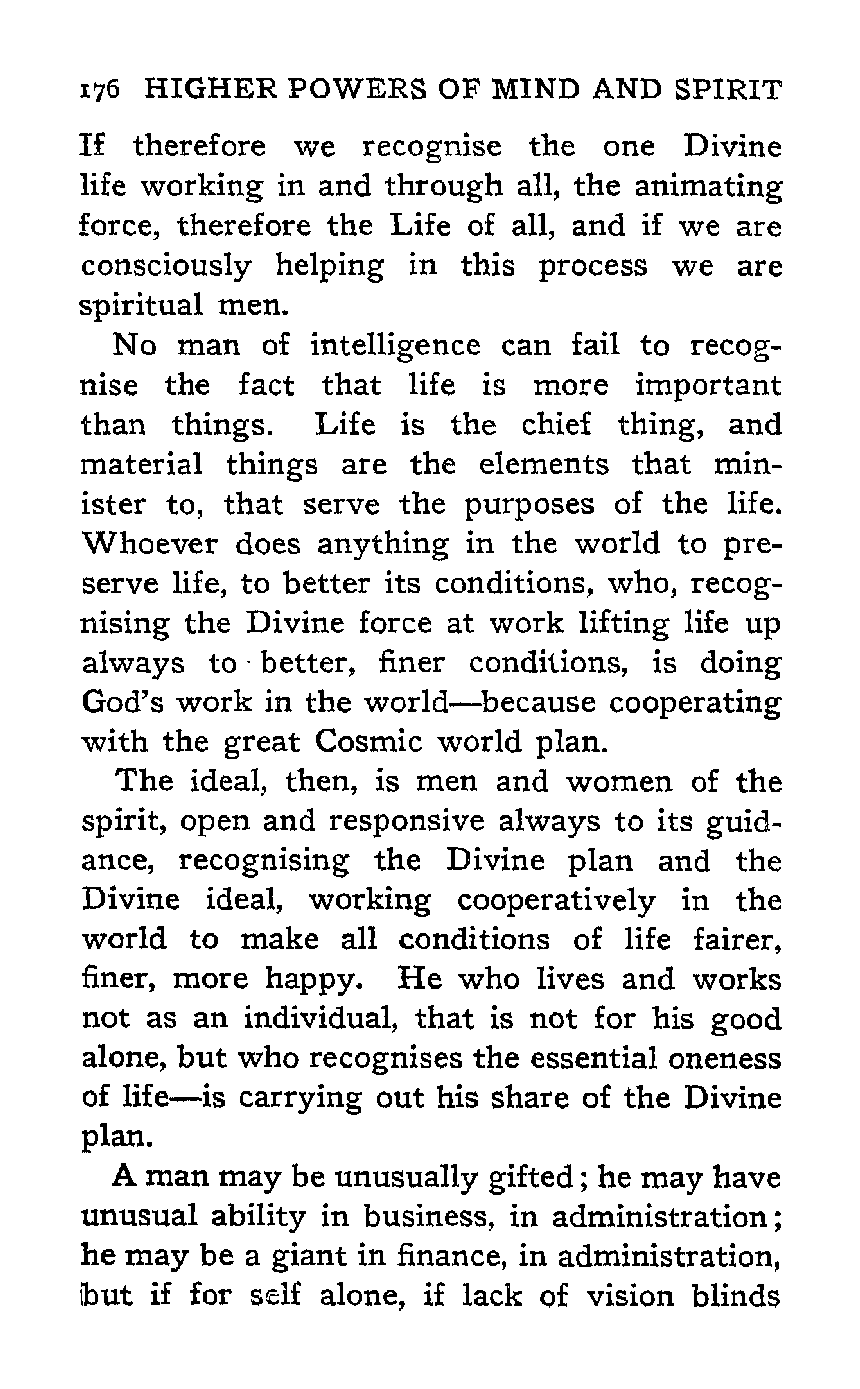 176 HIGHER POWERS OF MIND AND SPIRIT
If therefore we recognise the one Divine
life working in and through all, the animating
force, therefore the Life of all, and if we are
consciously helping in this process we are
spiritual men.
No man of intelligence can fail to recog-
nise the fact that life is more important
than things. Life is the chief thing, and
material things are the elements that min-
ister to, that serve the purposes of the life.
Whoever does anything in the world to pre-
serve life, to better its conditions, who, recog-
nising the Divine force at work lifting life up
always to better, finer conditions, is doing
God's work in the world—because cooperating
with the great Cosmic world plan.
The ideal, then, is men and women of the
spirit, open and responsive always to its guid-
ance, recognising the Divine plan and the
Divine ideal, working cooperatively in the
world to make all conditions of life fairer,
finer, more happy. He who lives and works
not as an individual, that is not for his good
alone, but who recognises the essential oneness
of life—is carrying out his share of the Divine
plan.
A man may be unusually gifted; he may have
unusual ability in business, in administration;
he may be a giant in finance, in administration,
but if for self alone, if lack of vision blinds